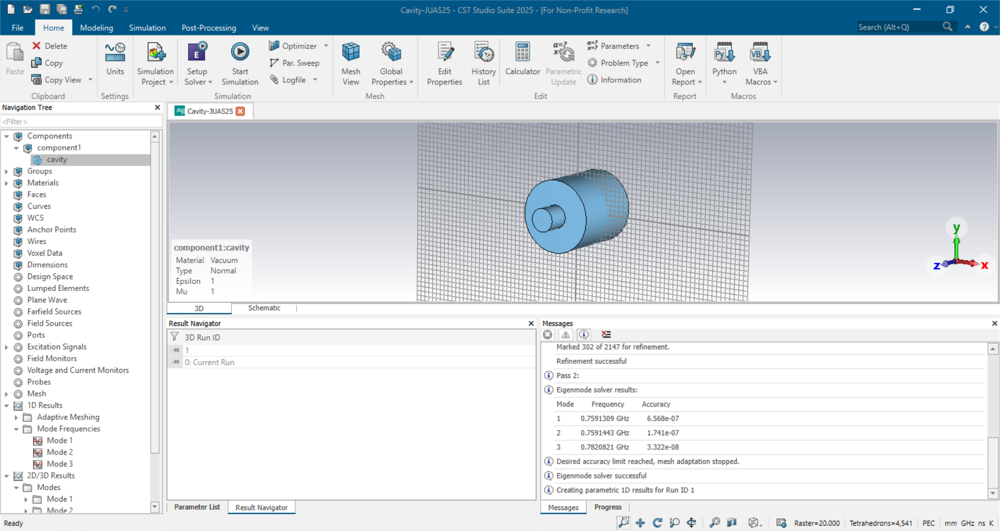 Cavity-JUAS25 - CST Studio Suite 2025 - [For Non-Profit Research]
File Home Modeling Simulation Post-Processing View Search (Alt+Q)
Paste
Delete
Copy
Copy View
Clipboard
Units
Settings
Simulation Project
Setup Solver
Start Simulation
Optimizer
Par. Sweep
Logfile
Simulation
Mesh View
Global Properties
Mesh
Edit Properties
History List
Calculator
Parametric Update
Parameters
Problem Type
Information
Edit
Open Report
Report
Python
VBA Macros
Macros
Navigation Tree
<Filter>
Components
component1
cavity
Groups
Materials
Faces
Curves
WCS
Anchor Points
Wires
Voxel Data
Dimensions
Design Space
Lumped Elements
Plane Wave
Farfield Sources
Field Sources
Ports
Excitation Signals
Field Monitors
Voltage and Current Monitors
Probes
Mesh
1D Results
Adaptive Meshing
Mode Frequencies
Mode 1
Mode 2
Mode 3
2D/3D Results
Modes
Mode 1
Mode 2
Cavity-JUAS25
component1:cavity
Material Vacuum
Type Normal
Epsilon 1
Mu 1
y
z
x
3D Schematic
Result Navigator
3D Run ID
1
0: Current Run
Parameter List Result Navigator
Messages
Marked 302 of 2147 for refinement.
Refinement successful
Pass 2:
Eigenmode solver results:
Mode Frequency Accuracy
1 0.7591309 GHz 6.568e-07
2 0.7591443 GHz 1.741e-07
3 0.7820821 GHz 3.322e-08
Desired accuracy limit reached, mesh adaptation stopped.
Eigenmode solver successful
Creating parametric 1D results for Run ID 1
Messages Progress
Ready
Raster=20.000 Tetrahedrons=4,541 PEC mm GHz ns K